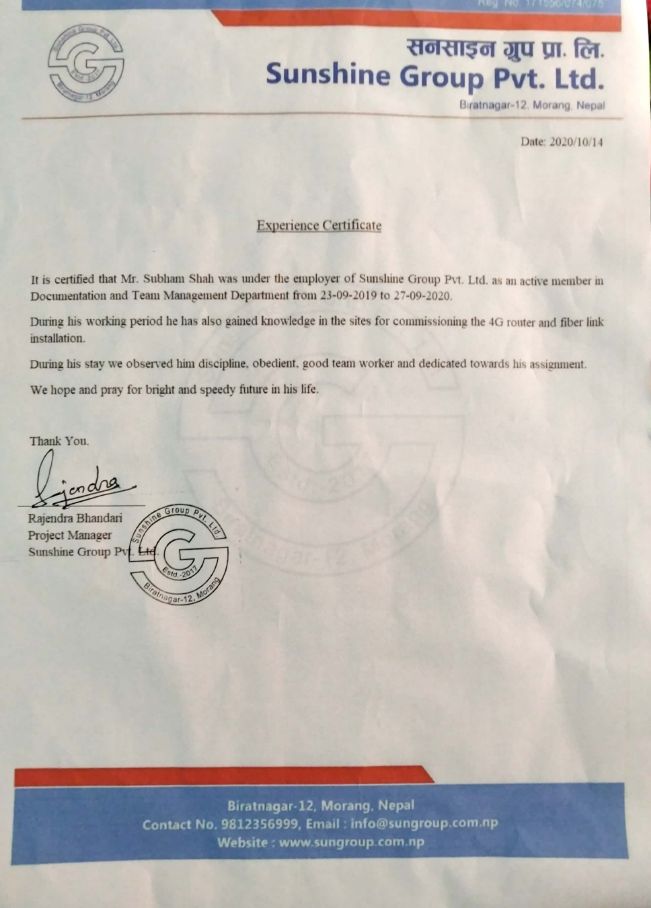 Reg No. 171556/074/075
सनसाइन ग्रुप प्रा. लि.
Sunshine Group Pvt. Ltd.
Biratnagar-12, Morang, Nepal
Sunshine Group Pvt. Ltd.
Estd.-2017
Biratnagar-12, Morang
Date: 2020/10/14
Experience Certificate
It is certified that Mr. Subham Shah was under the employer of Sunshine Group Pvt. Ltd. as an active member in
Documentation and Team Management Department from 23-09-2019 to 27-09-2020.
During his working period he has also gained knowledge in the sites for commissioning the 4G router and fiber link
installation.
During his stay we observed him discipline, obedient, good team worker and dedicated towards his assignment.
We hope and pray for bright and speedy future in his life.
Thank You.
Rajendra
Rajendra Bhandari
Project Manager
Sunshine Group Pvt. Ltd.
Sunshine Group Pvt. Ltd.
Estd.-2017
Biratnagar-12, Morang
Biratnagar-12, Morang, Nepal
Contact No. 9812356999, Email : info@sungroup.com.np
Website : www.sungroup.com.np